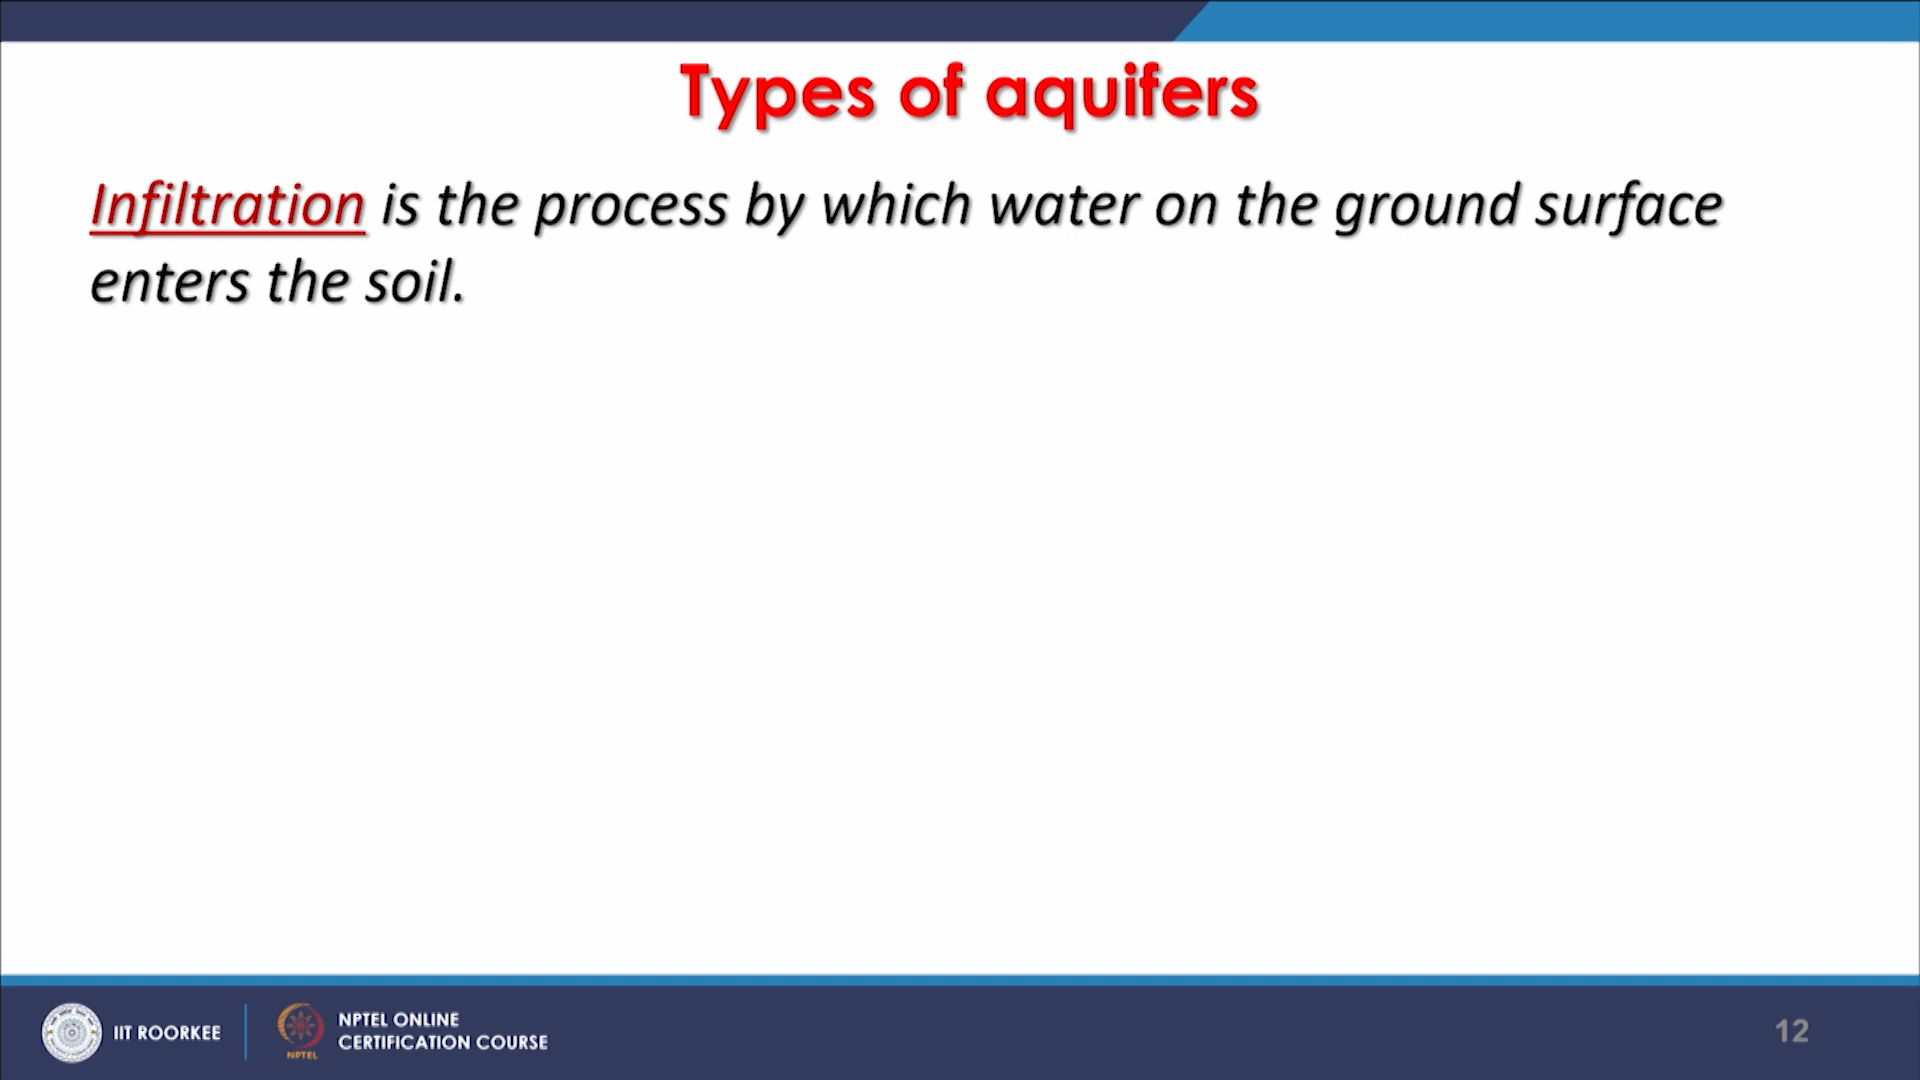 Types of aquifers
Infiltration is the process by which water on the ground surface
enters the soil.
IIT ROORKEE
NPTEL
NPTEL ONLINE
CERTIFICATION COURSE
12